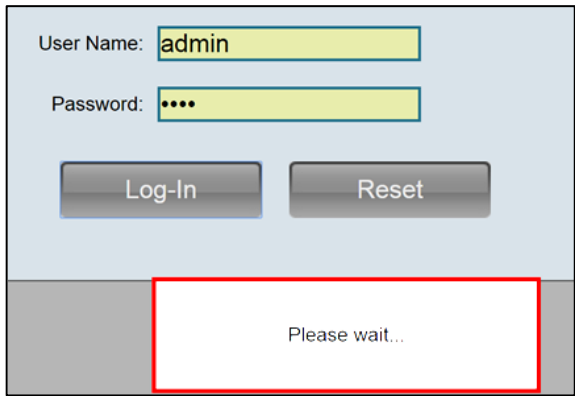 User Name: admin
Password: ••••
Log-In Reset
Please wait...